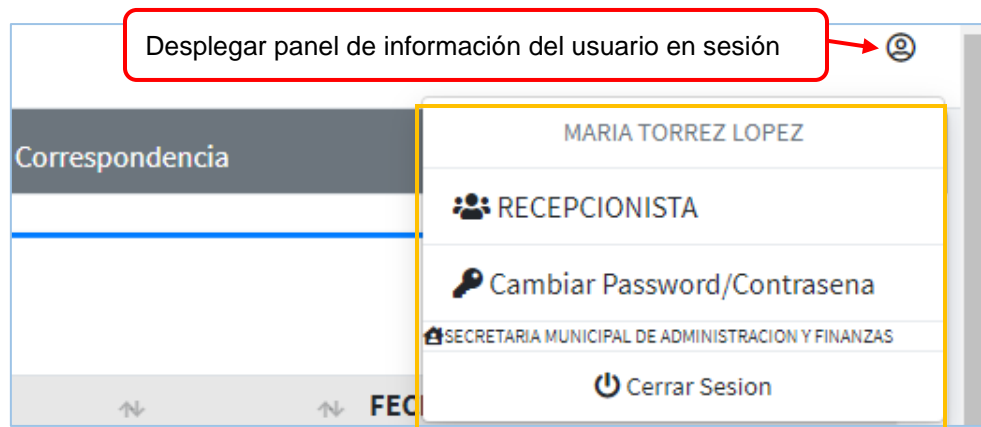 Desplegar panel de información del usuario en sesión
MARIA TORREZ LOPEZ
Correspondencia
RECEPCIONISTA
Cambiar Password/Contrasena
SECRETARIA MUNICIPAL DE ADMINISTRACION Y FINANZAS
Cerrar Sesion
FEC